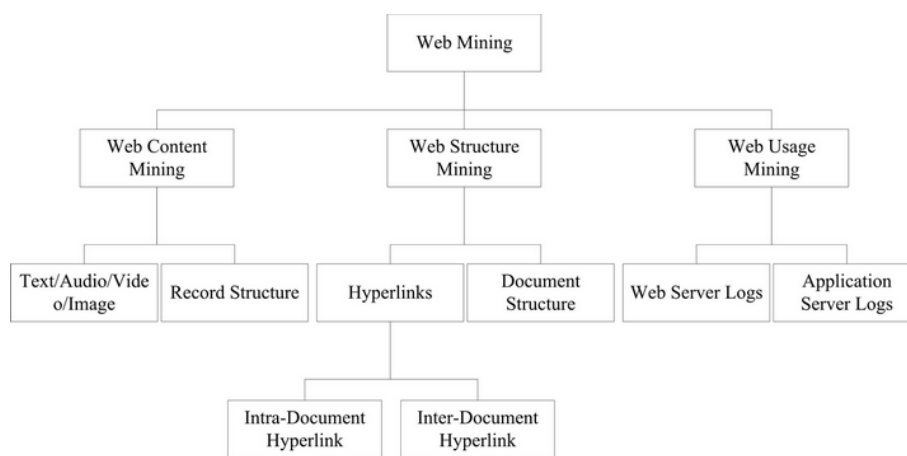 Web Mining
Web Content
Mining
Web Structure
Mining
Web Usage
Mining
Text/Audio/Vide
o/Image
Record Structure
Hyperlinks
Document
Structure
Web Server Logs
Application
Server Logs
Intra-Document
Hyperlink
Inter-Document
Hyperlink